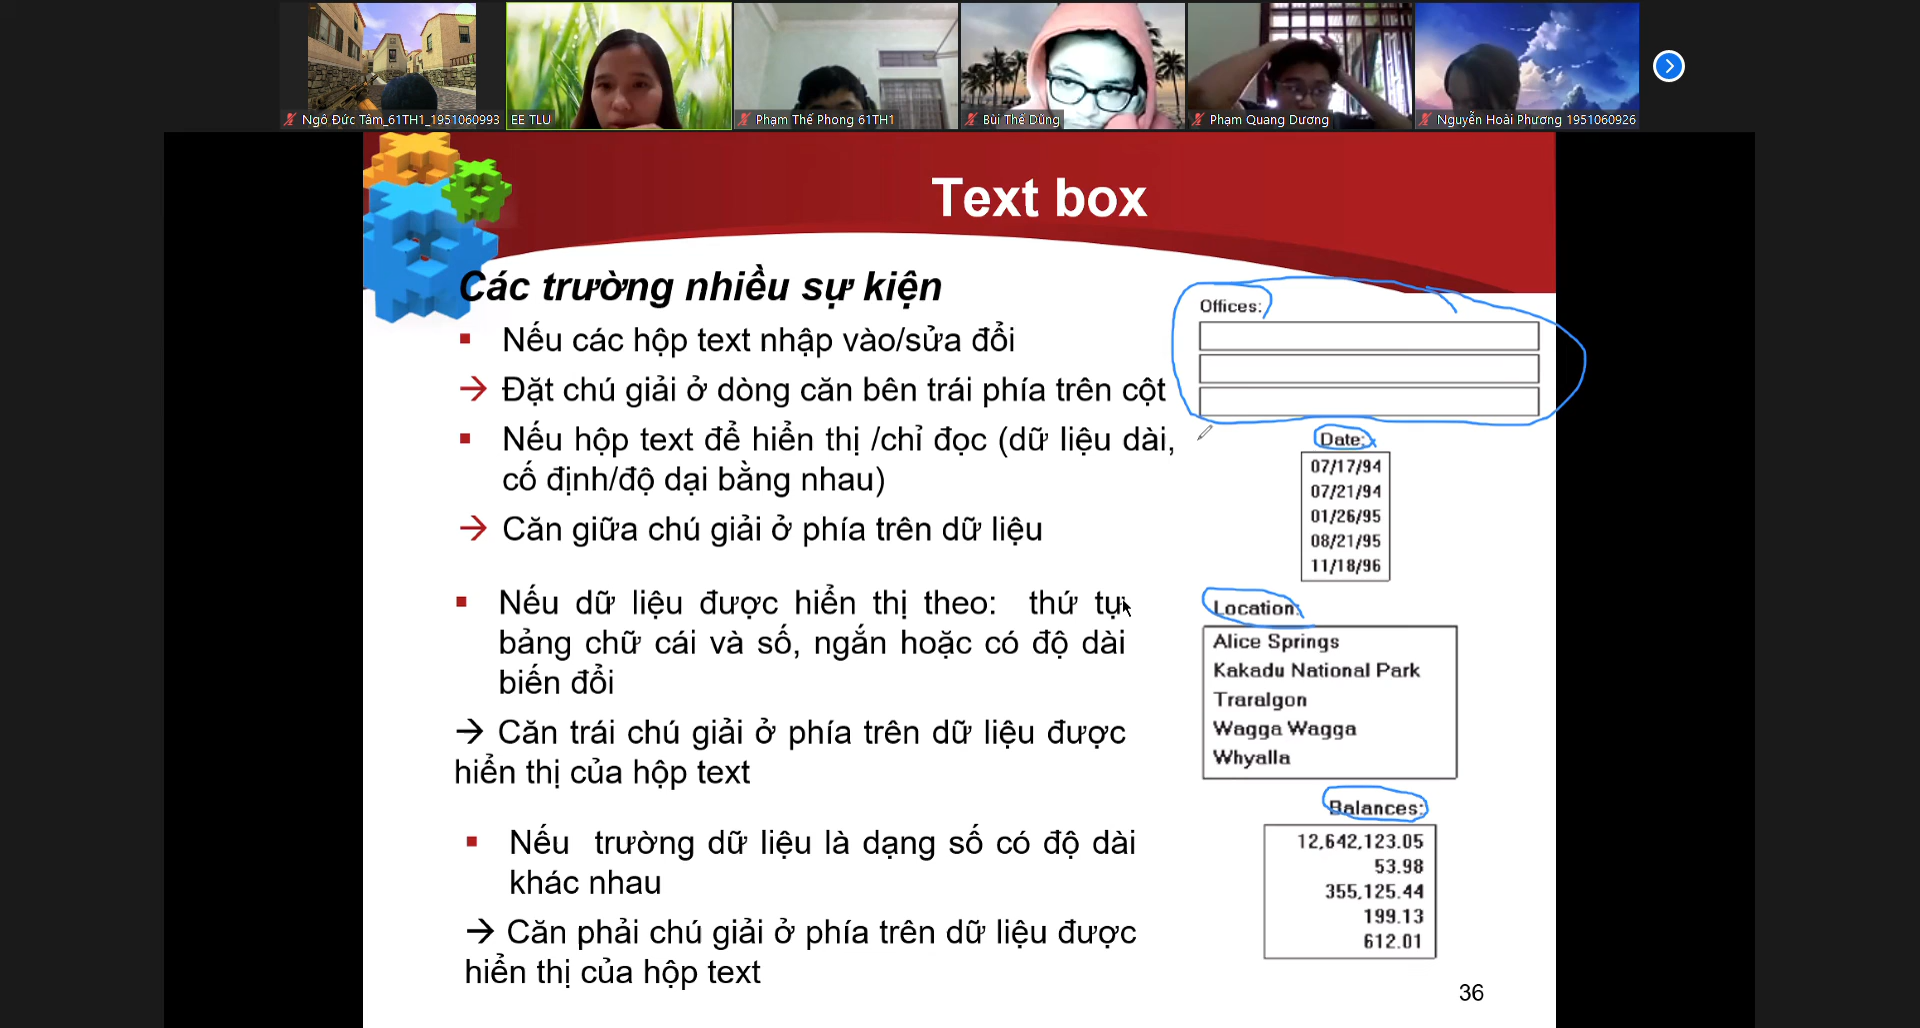 Ngô Đức Tâm_61TH1_1951060993
EE TLU
Phạm Thế Phong 61TH1
Bùi Thế Dũng
Phạm Quang Dương
Nguyễn Hoài Phương 1951060926
Text box
Các trường nhiều sự kiện
Nếu các hộp text nhập vào/sửa đổi
→ Đặt chú giải ở dòng căn bên trái phía trên cột
Nếu hộp text để hiển thị /chỉ đọc (dữ liệu dài,
cố định/độ dại bằng nhau)
→ Căn giữa chú giải ở phía trên dữ liệu
Nếu dữ liệu được hiển thị theo: thứ tự
bảng chữ cái và số, ngắn hoặc có độ dài
biến đổi
→ Căn trái chú giải ở phía trên dữ liệu được
hiển thị của hộp text
Nếu trường dữ liệu là dạng số có độ dài
khác nhau
→ Căn phải chú giải ở phía trên dữ liệu được
hiển thị của hộp text
Offices:
Date:
07/17/94
07/21/94
01/26/95
08/21/95
11/18/96
Location:
Alice Springs
Kakadu National Park
Traralgon
Wagga Wagga
Whyalla
Balances:
12,642,123.05
53.98
355,125.44
199.13
612.01
36